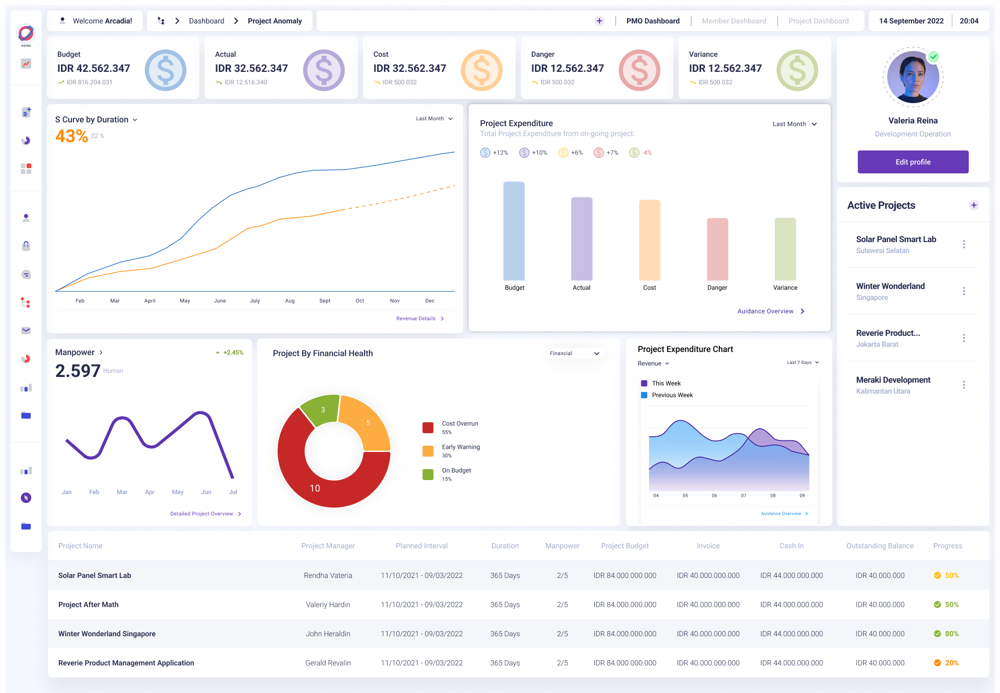 OSPRO
Welcome Arcadia!
Dashboard
Project Anomaly
PMO Dashboard
Member Dashboard
Project Dashboard
14 September 2022
20:04
Budget
IDR 42.562.347
IDR 816.204.031
Actual
IDR 32.562.347
IDR 12.516.340
Cost
IDR 32.562.347
IDR 500.032
Danger
IDR 12.562.347
IDR 500.032
Variance
IDR 12.562.347
IDR 500.032
Valeria Reina
Development Operation
Edit profile
S Curve by Duration
Last Month
43% 02 %
Feb Mar April May June July Aug Sept Oct Nov Dec
Revenue Details
Project Expenditure
Last Month
Total Project Expenditure from on-going project.
+12% +10% +6% +7% -4%
Budget Actual Cost Danger Variance
Auidance Overview
Active Projects
Solar Panel Smart Lab
Sulawesi Selatan
Winter Wonderland
Singapore
Reverie Product...
Jakarta Barat
Meraki Development
Kalimantan Utara
Manpower
+2.45%
2.597 Human
Jan Feb Mar Apr May Jun Jul
Detailed Project Overview
Project By Financial Health
Financial
3
5
10
Cost Overrun
55%
Early Warning
30%
On Budget
15%
Project Expenditure Chart
Revenue
Last 7 Days
This Week
Previous Week
04 05 06 07 08 09
Auidance Overview
Project Name Project Manager Planned Interval Duration Manpower Project Budget Invoice Cash In Outstanding Balance Progress
Solar Panel Smart Lab Rendha Vateria 11/10/2021 - 09/03/2022 365 Days 2/5 IDR 84.000.000.000 IDR 40.000.000.000 IDR 44.000.000.000 IDR 40.000.000 50%
Project After Math Valeriy Hardin 11/10/2021 - 09/03/2022 365 Days 2/5 IDR 84.000.000.000 IDR 40.000.000.000 IDR 44.000.000.000 IDR 40.000.000 50%
Winter Wonderland Singapore John Heraldin 11/10/2021 - 09/03/2022 365 Days 2/5 IDR 84.000.000.000 IDR 40.000.000.000 IDR 44.000.000.000 IDR 40.000.000 80%
Reverie Product Management Application Gerald Revalin 11/10/2021 - 09/03/2022 365 Days 2/5 IDR 84.000.000.000 IDR 40.000.000.000 IDR 44.000.000.000 IDR 40.000.000 20%